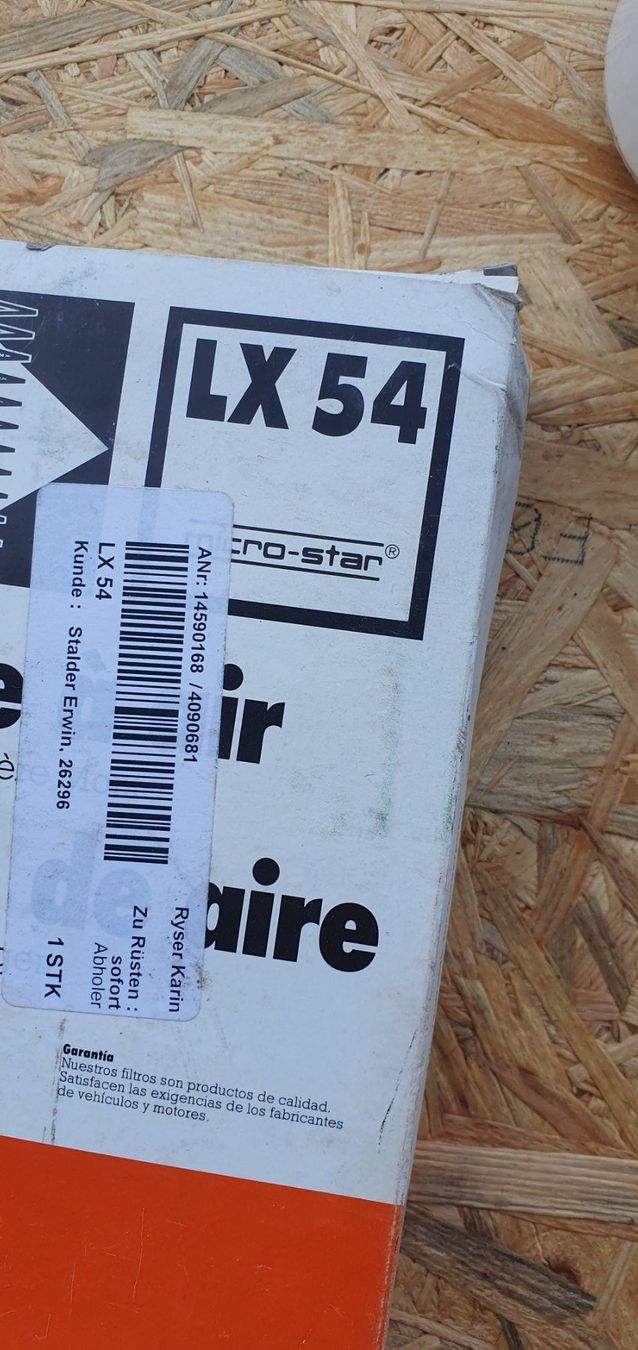 LX 54
cro-star®
ir
aire
ANr: 14590168 / 4090681
LX 54
Kunde : Stalder Erwin, 26296
Ryser Karin
Zu Rüsten :
sofort
Abholer
1 STK
de
Garantía
Nuestros filtros son productos de calidad.
Satisfacen las exigencias de los fabricantes
de vehículos y motores.